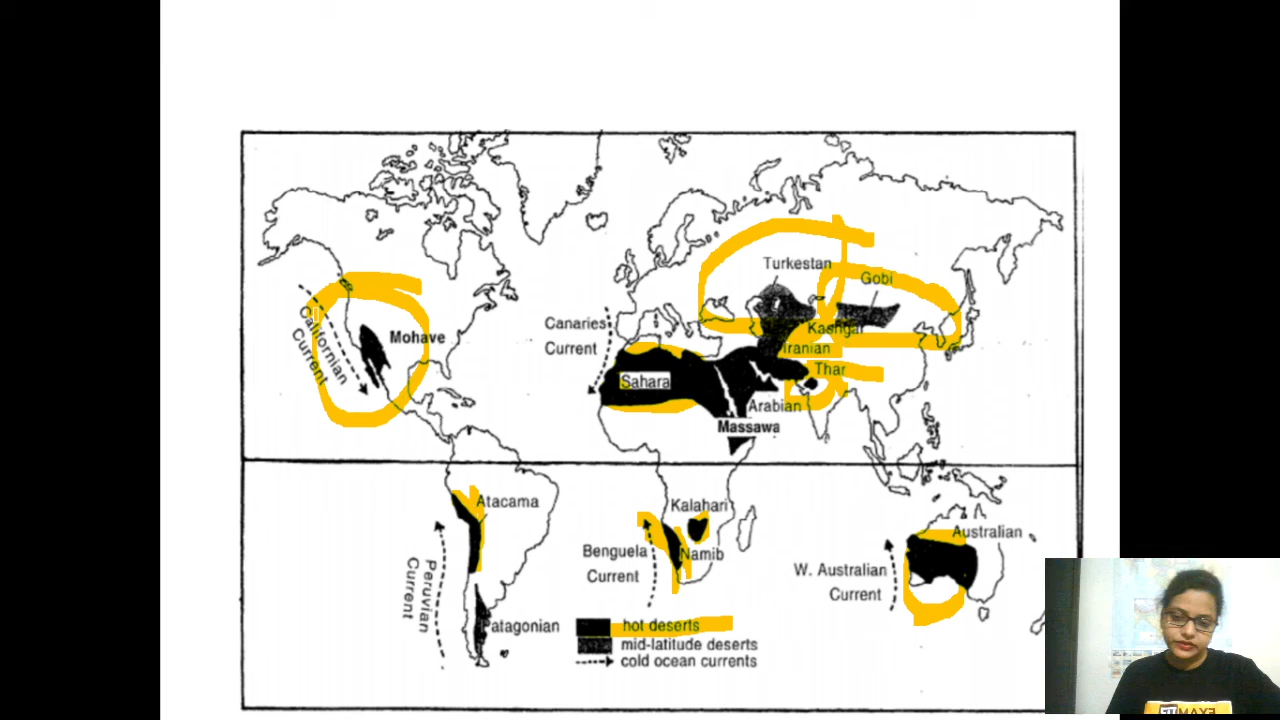 Turkestan
Gobi
Kashgar
Iranian
Thar
Canaries
Current
Californian
Current
Mohave
Sahara
Arabian
Massawa
Atacama
Kalahari
Australian
Benguela
Current
Namib
W. Australian
Current
Peruvian
Current
atagonian
hot deserts
mid-latitude deserts
cold ocean currents